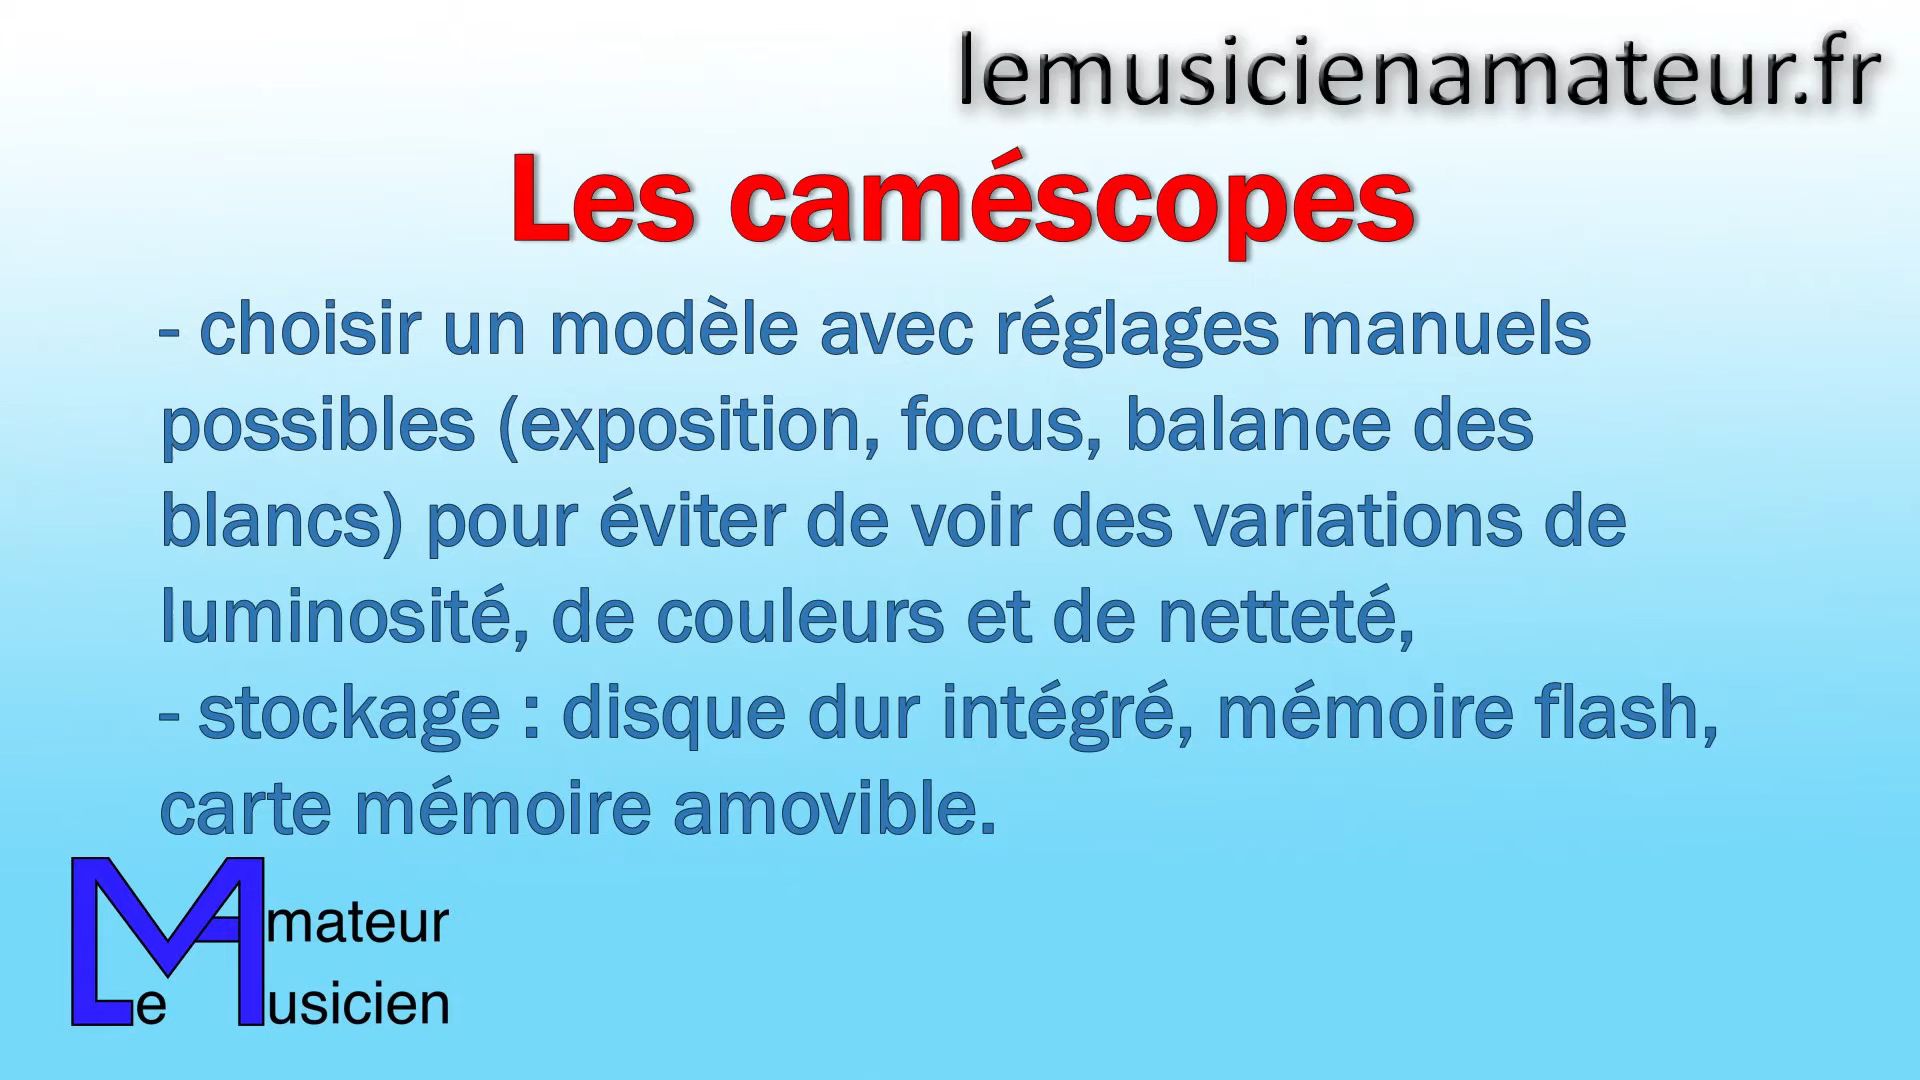 lemusicienamateur.fr
Les caméscopes
- choisir un modèle avec réglages manuels
possibles (exposition, focus, balance des
blancs) pour éviter de voir des variations de
luminosité, de couleurs et de netteté,
- stockage : disque dur intégré, mémoire flash,
carte mémoire amovible.
Amateur
Le Musicien